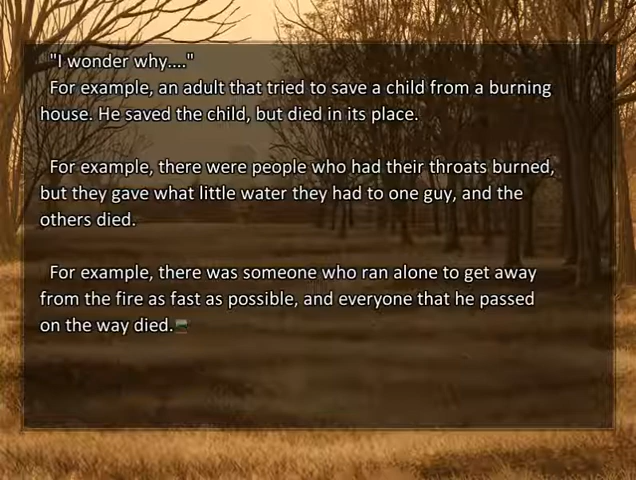 "I wonder why...."
For example, an adult that tried to save a child from a burning
house. He saved the child, but died in its place.
For example, there were people who had their throats burned,
but they gave what little water they had to one guy, and the
others died.
For example, there was someone who ran alone to get away
from the fire as fast as possible, and everyone that he passed
on the way died.